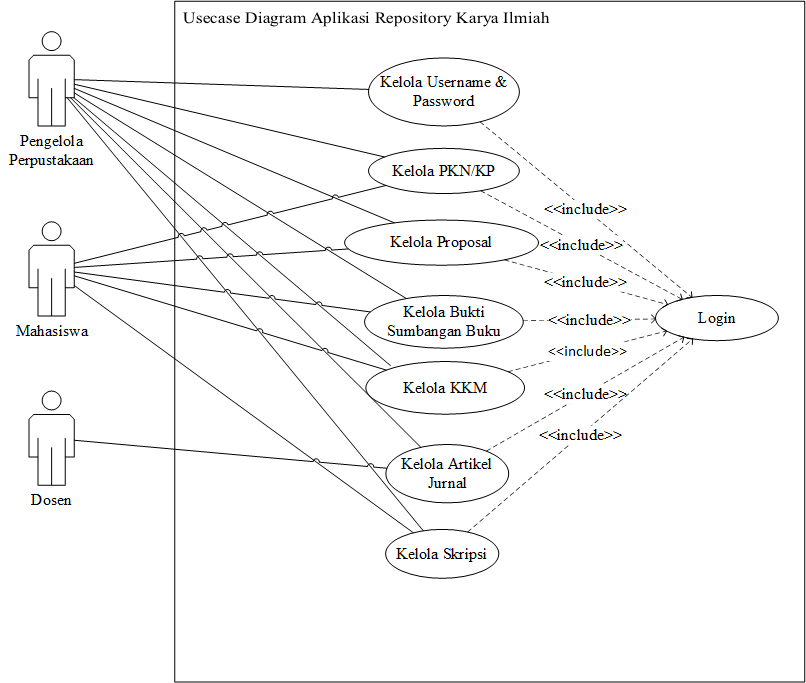 Usecase Diagram Aplikasi Repository Karya Ilmiah
Pengelola
Perpustakaan
Mahasiswa
Dosen
Kelola Username &
Password
Kelola PKN/KP
Kelola Proposal
Kelola Bukti
Sumbangan Buku
Kelola KKM
Kelola Artikel
Jurnal
Kelola Skripsi
<<include>>
<<include>>
<<include>>
<<include>>
<<include>>
<<include>>
<<include>>
Login